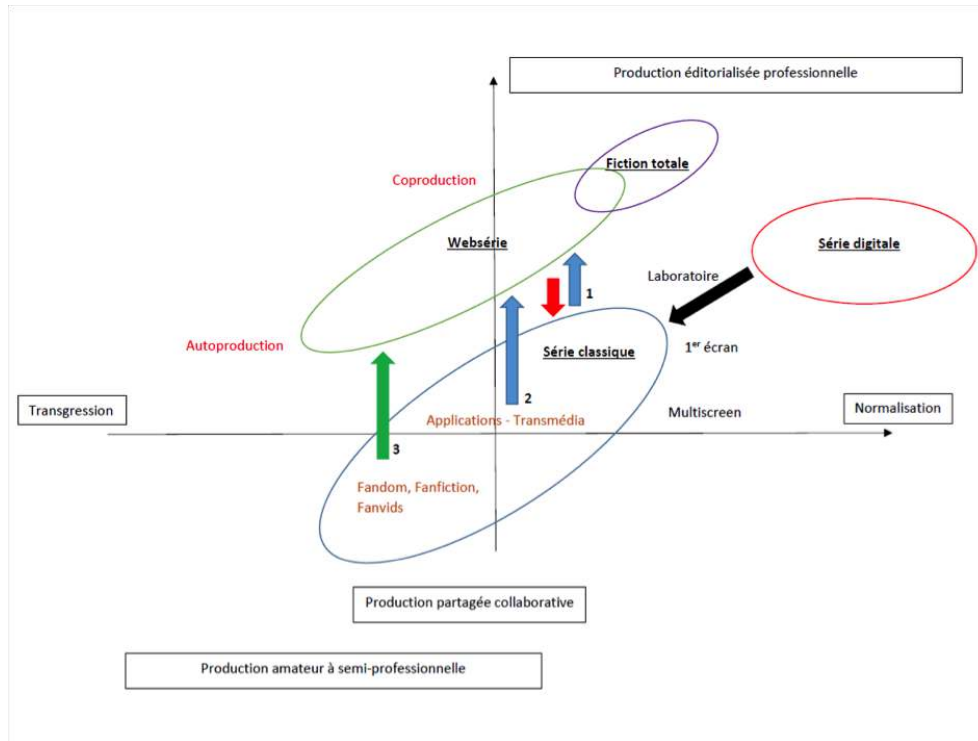 Production éditorialisée professionnelle
Fiction totale
Coproduction
Websérie
Série digitale
Laboratoire
1
Autoproduction
Série classique
1er écran
2
Transgression
Normalisation
Applications - Transmédia
Multiscreen
3
Fandom, Fanfiction,
Fanvids
Production partagée collaborative
Production amateur à semi-professionnelle